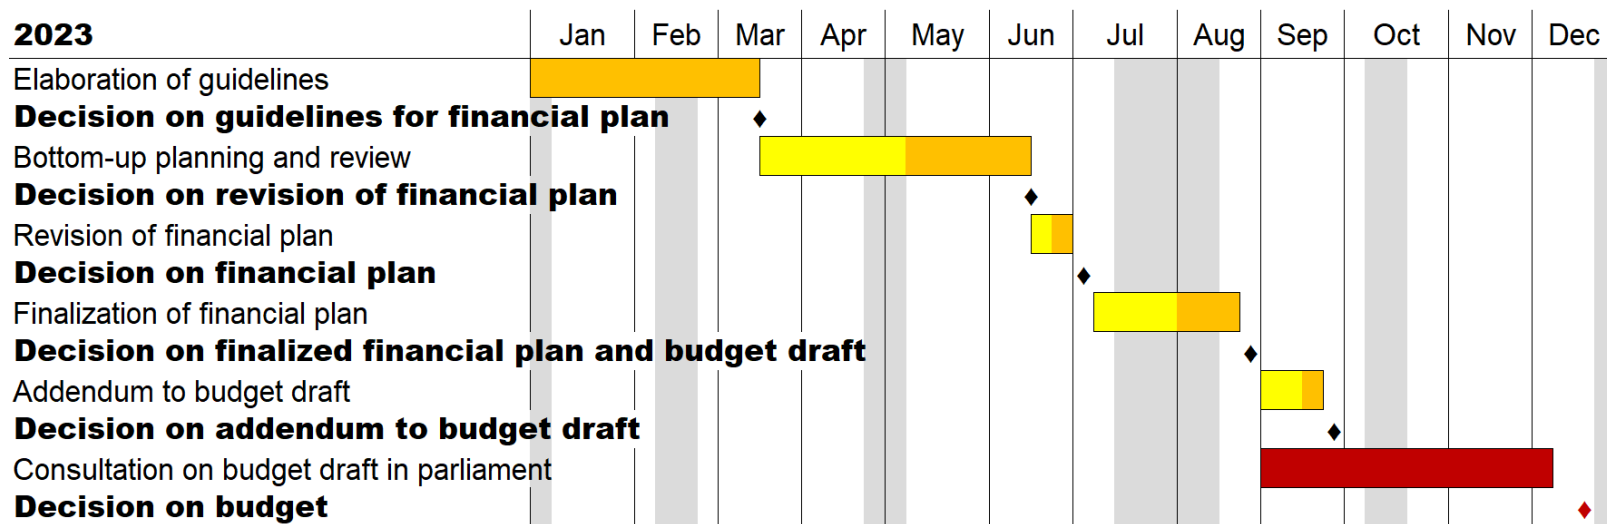 2023 Jan Feb Mar Apr May Jun Jul Aug Sep Oct Nov Dec
Elaboration of guidelines
Decision on guidelines for financial plan
Bottom-up planning and review
Decision on revision of financial plan
Revision of financial plan
Decision on financial plan
Finalization of financial plan
Decision on finalized financial plan and budget draft
Addendum to budget draft
Decision on addendum to budget draft
Consultation on budget draft in parliament
Decision on budget